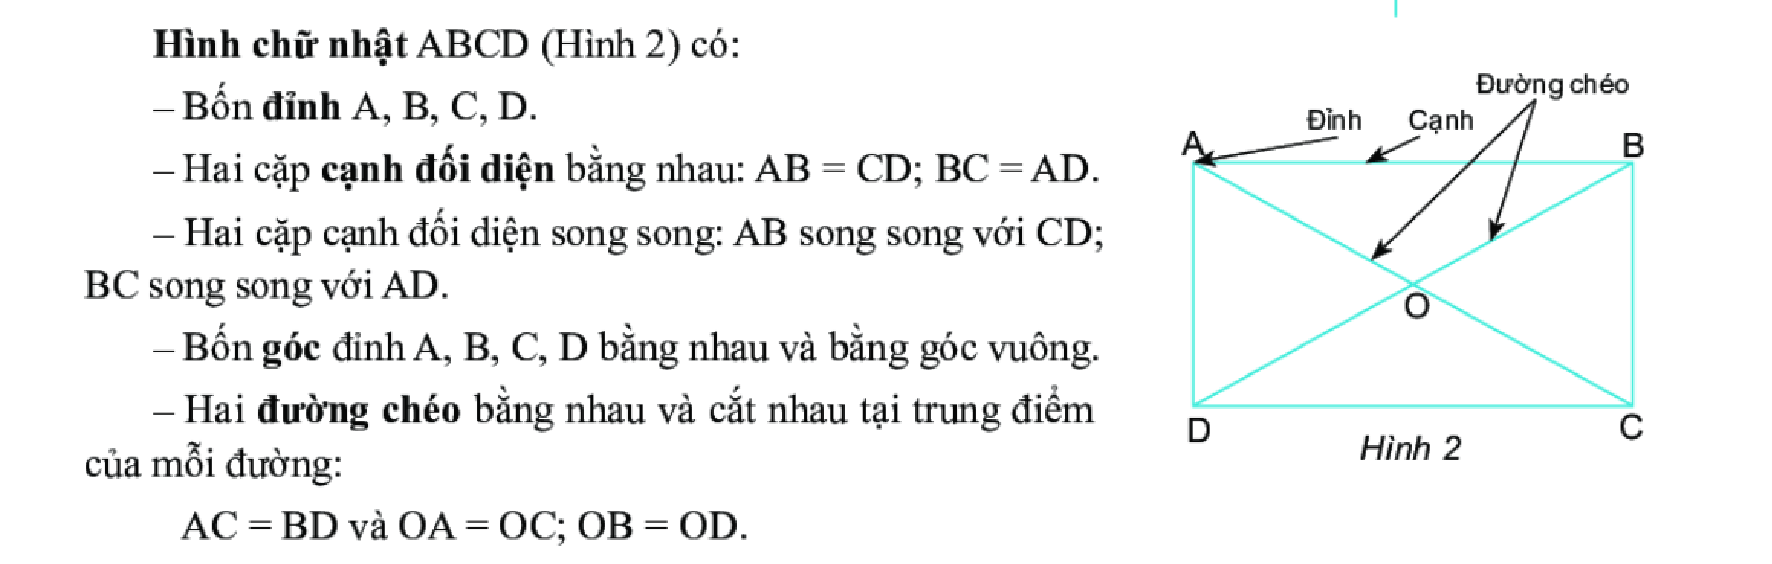 Hình chữ nhật ABCD (Hình 2) có:
– Bốn đỉnh A, B, C, D.
– Hai cặp cạnh đối diện bằng nhau: AB = CD; BC = AD.
– Hai cặp cạnh đối diện song song: AB song song với CD;
BC song song với AD.
– Bốn góc đỉnh A, B, C, D bằng nhau và bằng góc vuông.
– Hai đường chéo bằng nhau và cắt nhau tại trung điểm
của mỗi đường:
AC = BD và OA = OC; OB = OD.
Đường chéo
Đỉnh Cạnh
A B
O
D C
Hình 2